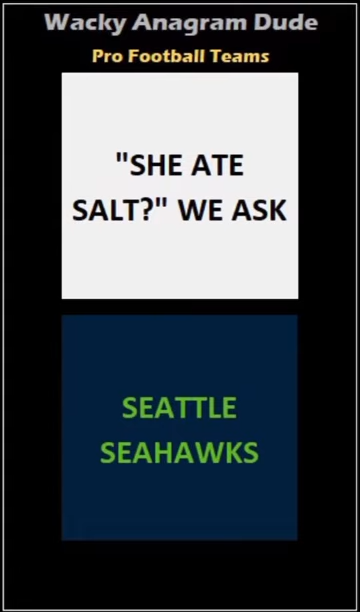 Wacky Anagram Dude
Pro Football Teams
"SHE ATE
SALT?" WE ASK
SEATTLE
SEAHAWKS